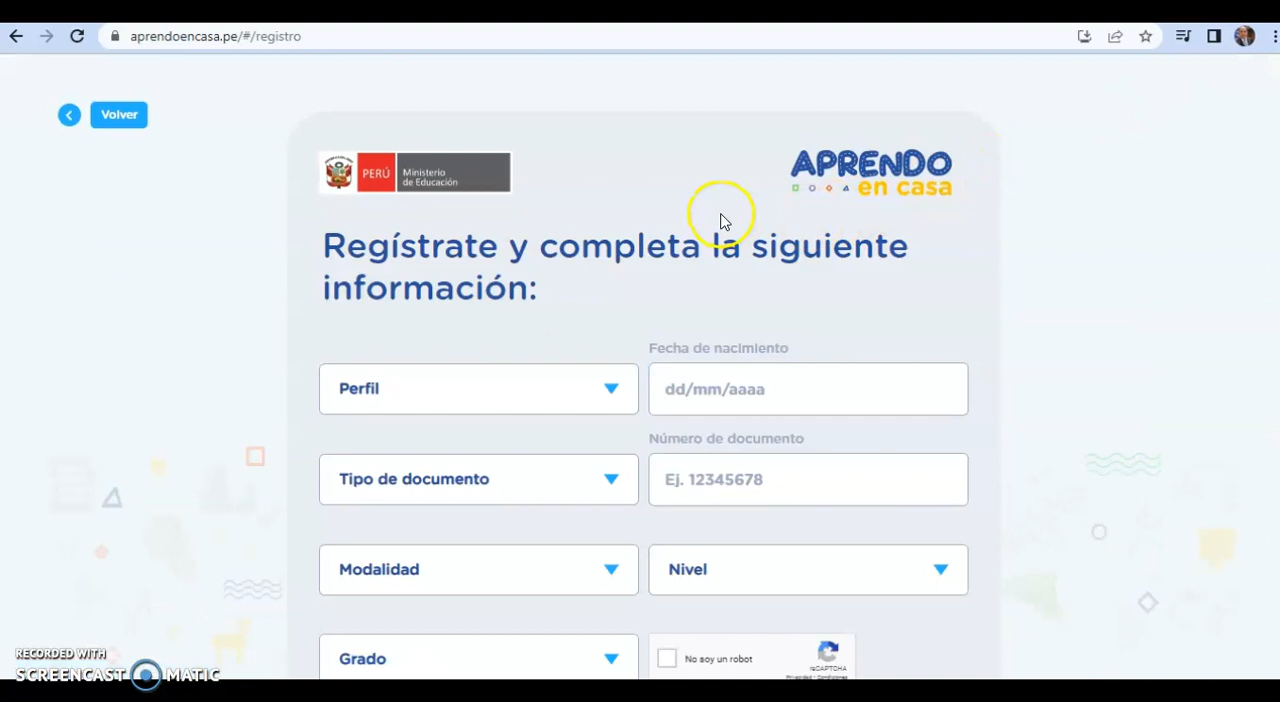 aprendoencasa.pe/#/registro
Volver
PERÚ
Ministerio
de Educación
APRENDO
en casa
Regístrate y completa la siguiente
información:
Fecha de nacimiento
Perfil
dd/mm/aaaa
Número de documento
Tipo de documento
Ej. 12345678
Modalidad
Nivel
Grado
No soy un robot
reCAPTCHA
Privacidad - Condiciones
RECORDED WITH
SCREENCAST MATIC